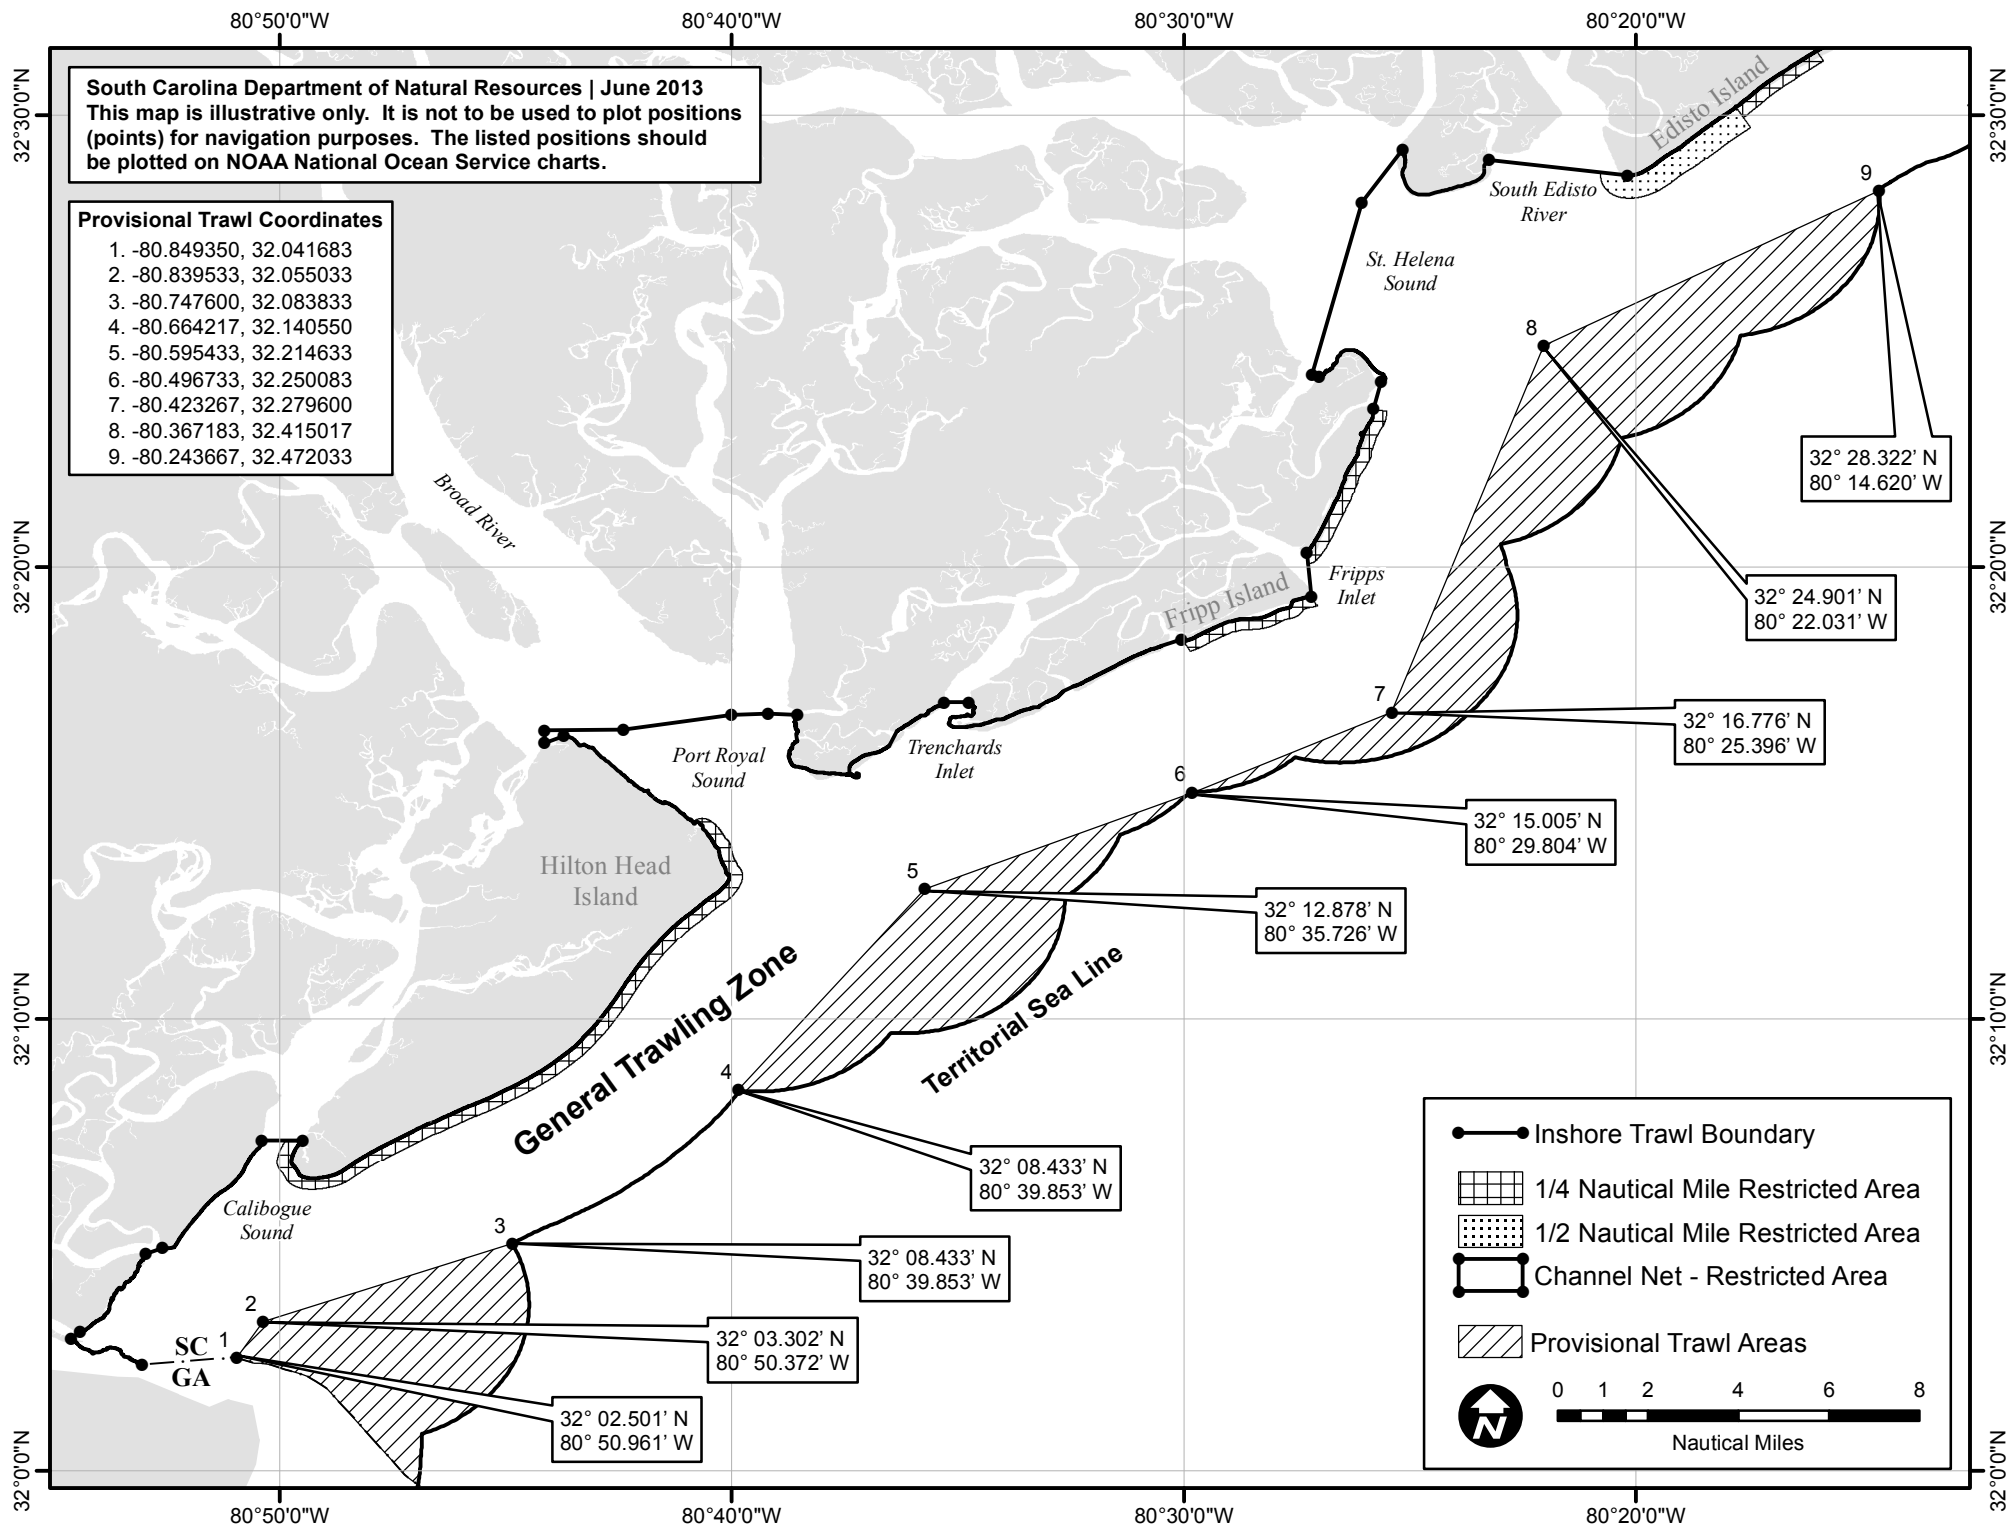 80°50'0"W
80°40'0"W
80°30'0"W
80°20'0"W
South Carolina Department of Natural Resources | June 2013
This map is illustrative only.  It is not to be used to plot positions
(points) for navigation purposes.  The listed positions should
be plotted on NOAA National Ocean Service charts.
Provisional Trawl Coordinates
1. -80.849350, 32.041683
2. -80.839533, 32.055033
3. -80.747600, 32.083833
4. -80.664217, 32.140550
5. -80.595433, 32.214633
6. -80.496733, 32.250083
7. -80.423267, 32.279600
8. -80.367183, 32.415017
9. -80.243667, 32.472033
32°30'0"N
32°30'0"N
Edisto Island
9
South Edisto
River
St. Helena
Sound
8
32° 28.322’ N
80° 14.620’ W
Broad River
32°20'0"N
32°20'0"N
Fripps
Inlet
Fripp Island
32° 24.901’ N
80° 22.031’ W
7
32° 16.776’ N
80° 25.396’ W
Port Royal
Sound
Trenchards
Inlet
6
32° 15.005’ N
80° 29.804’ W
Hilton Head
Island
5
32° 12.878’ N
80° 35.726’ W
General Trawling Zone
Territorial Sea Line
32°10'0"N
32°10'0"N
4
32° 08.433’ N
80° 39.853’ W
Calibogue
Sound
3
32° 08.433’ N
80° 39.853’ W
2
32° 03.302’ N
80° 50.372’ W
SC
1
GA
32° 02.501’ N
80° 50.961’ W
Inshore Trawl Boundary
1/4 Nautical Mile Restricted Area
1/2 Nautical Mile Restricted Area
Channel Net - Restricted Area
Provisional Trawl Areas
N
0 1 2 4 6 8
Nautical Miles
32°0'0"N
32°0'0"N
80°50'0"W
80°40'0"W
80°30'0"W
80°20'0"W